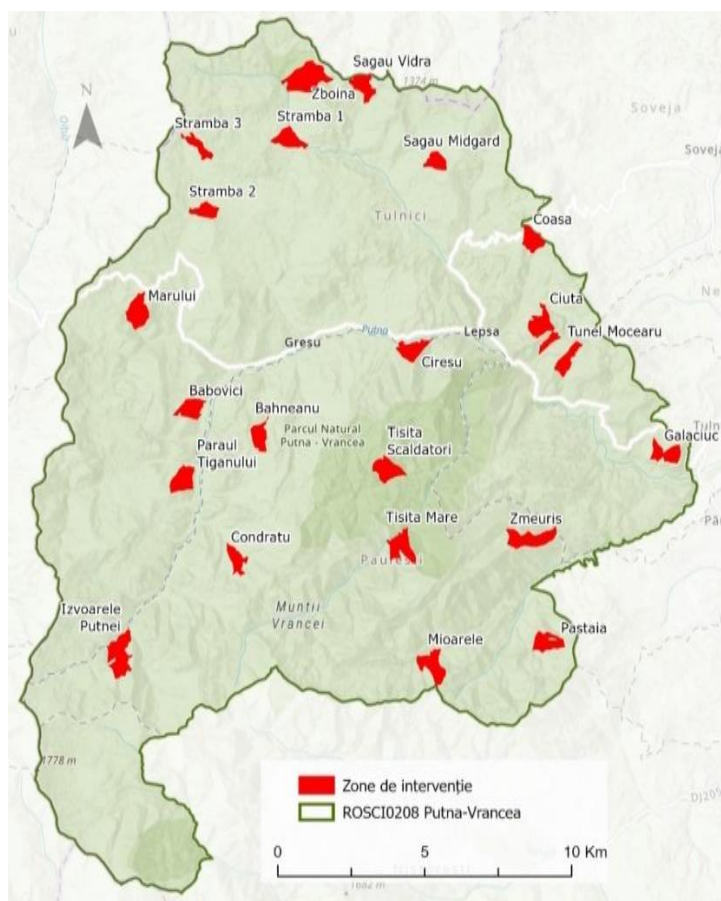 Sagau Vidra
1374 m
Zboina
N
Soveja
Stramba 3
Stramba 1
Sagau Midgard
Soveja
Stramba 2
Tulnici
Coasa
Marului
Ciuta
Putna
Lepsa
Tunel Mocearu
Gresu
Ciresu
Babovici
Bahneanu
Parcul Natural
Putna - Vrancea
Tisita
Scaldatori
Galaciuc
Paraul
Tiganului
Tisita Mare
Zmeuris
Condratu
Muntii
Vrancei
Izvoarele
Putnei
Mioarele
Pastaia
1778 m
Zone de intervenție
ROSCI0208 Putna-Vrancea
0
5
10 Km
1682 m